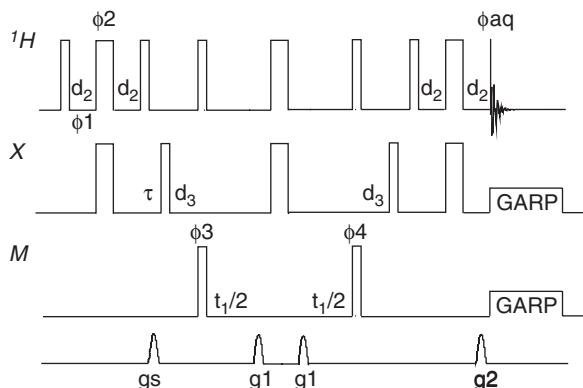 ϕ2 ϕaq
¹H
d₂ d₂ d₂ d₂
ϕ1
X
τ d₃ d₃ GARP
ϕ3 ϕ4
M
t₁/2 t₁/2 GARP
gs g1 g1 g2